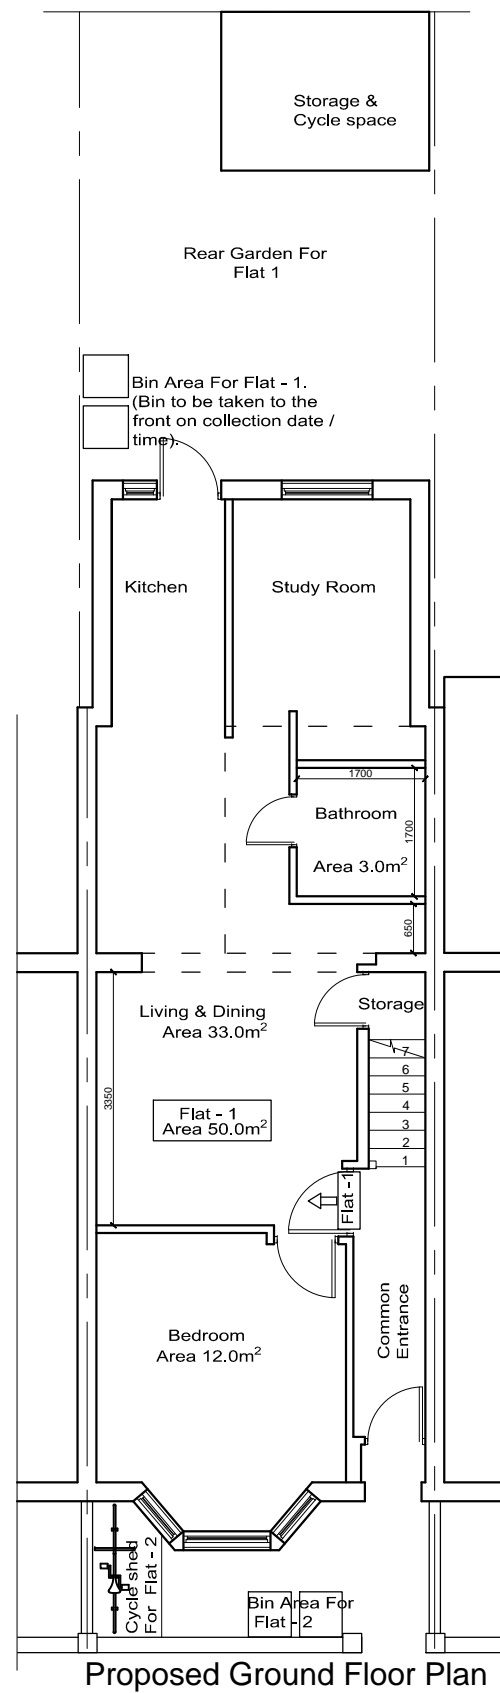 Storage &
Cycle space
Rear Garden For
Flat 1
Bin Area For Flat - 1.
(Bin to be taken to the
front on collection date /
time).
Kitchen
Study Room
1700
Bathroom
1700
Area 3.0m²
650
Storage
Living & Dining
Area 33.0m²
7
6
5
4
3
2
1
3350
Flat - 1
Area 50.0m²
Flat -1
Common
Entrance
Bedroom
Area 12.0m²
Cycle shed
For Flat - 2
Bin Area For
Flat - 2
Proposed Ground Floor Plan